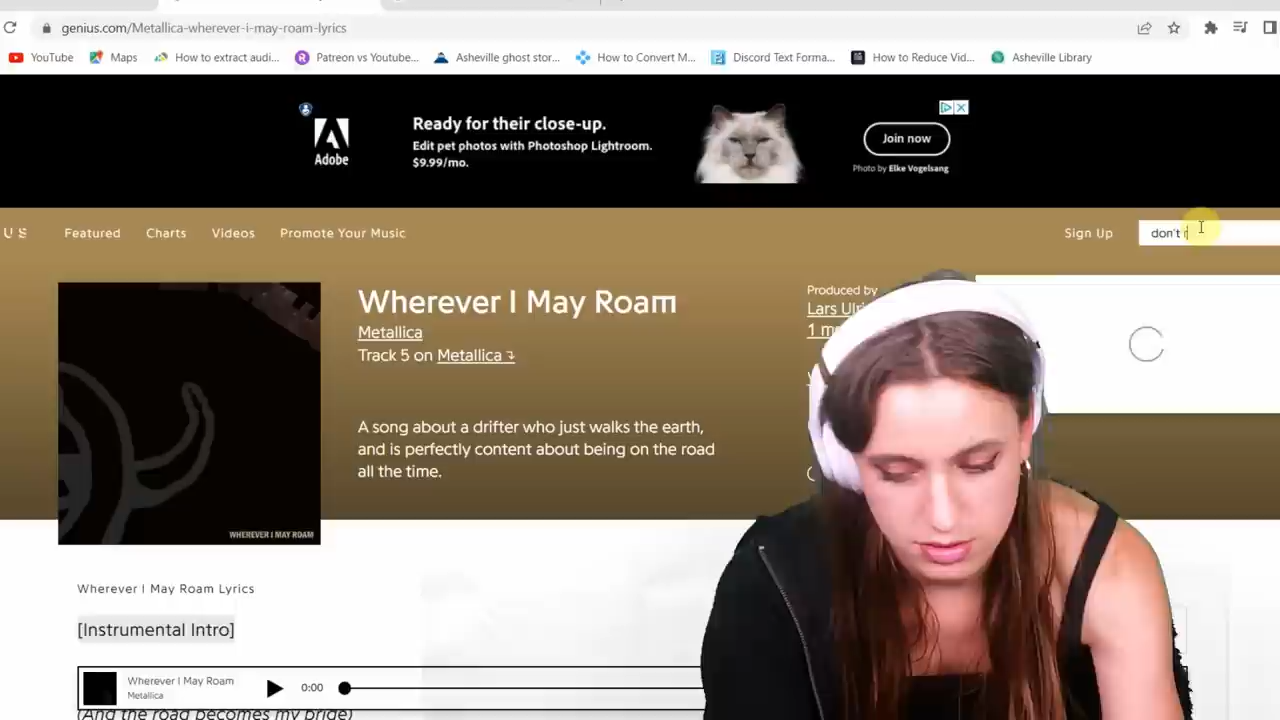 genius.com/Metallica-wherever-i-may-roam-lyrics
YouTube
Maps
How to extract audi...
Patreon vs Youtube...
Asheville ghost stor...
How to Convert M...
Discord Text Forma...
How to Reduce Vid...
Asheville Library
Adobe
Ready for their close-up.
Edit pet photos with Photoshop Lightroom.
$9.99/mo.
Join now
Photo by Elke Vogelsang
U S
Featured
Charts
Videos
Promote Your Music
Sign Up
don't
Wherever I May Roam
Metallica
Track 5 on Metallica
A song about a drifter who just walks the earth,
and is perfectly content about being on the road
all the time.
Produced by
Lars
1
WHEREVER I MAY ROAM
Wherever I May Roam Lyrics
[Instrumental Intro]
Wherever I May Roam
Metallica
0:00
(And the road becomes my bride)